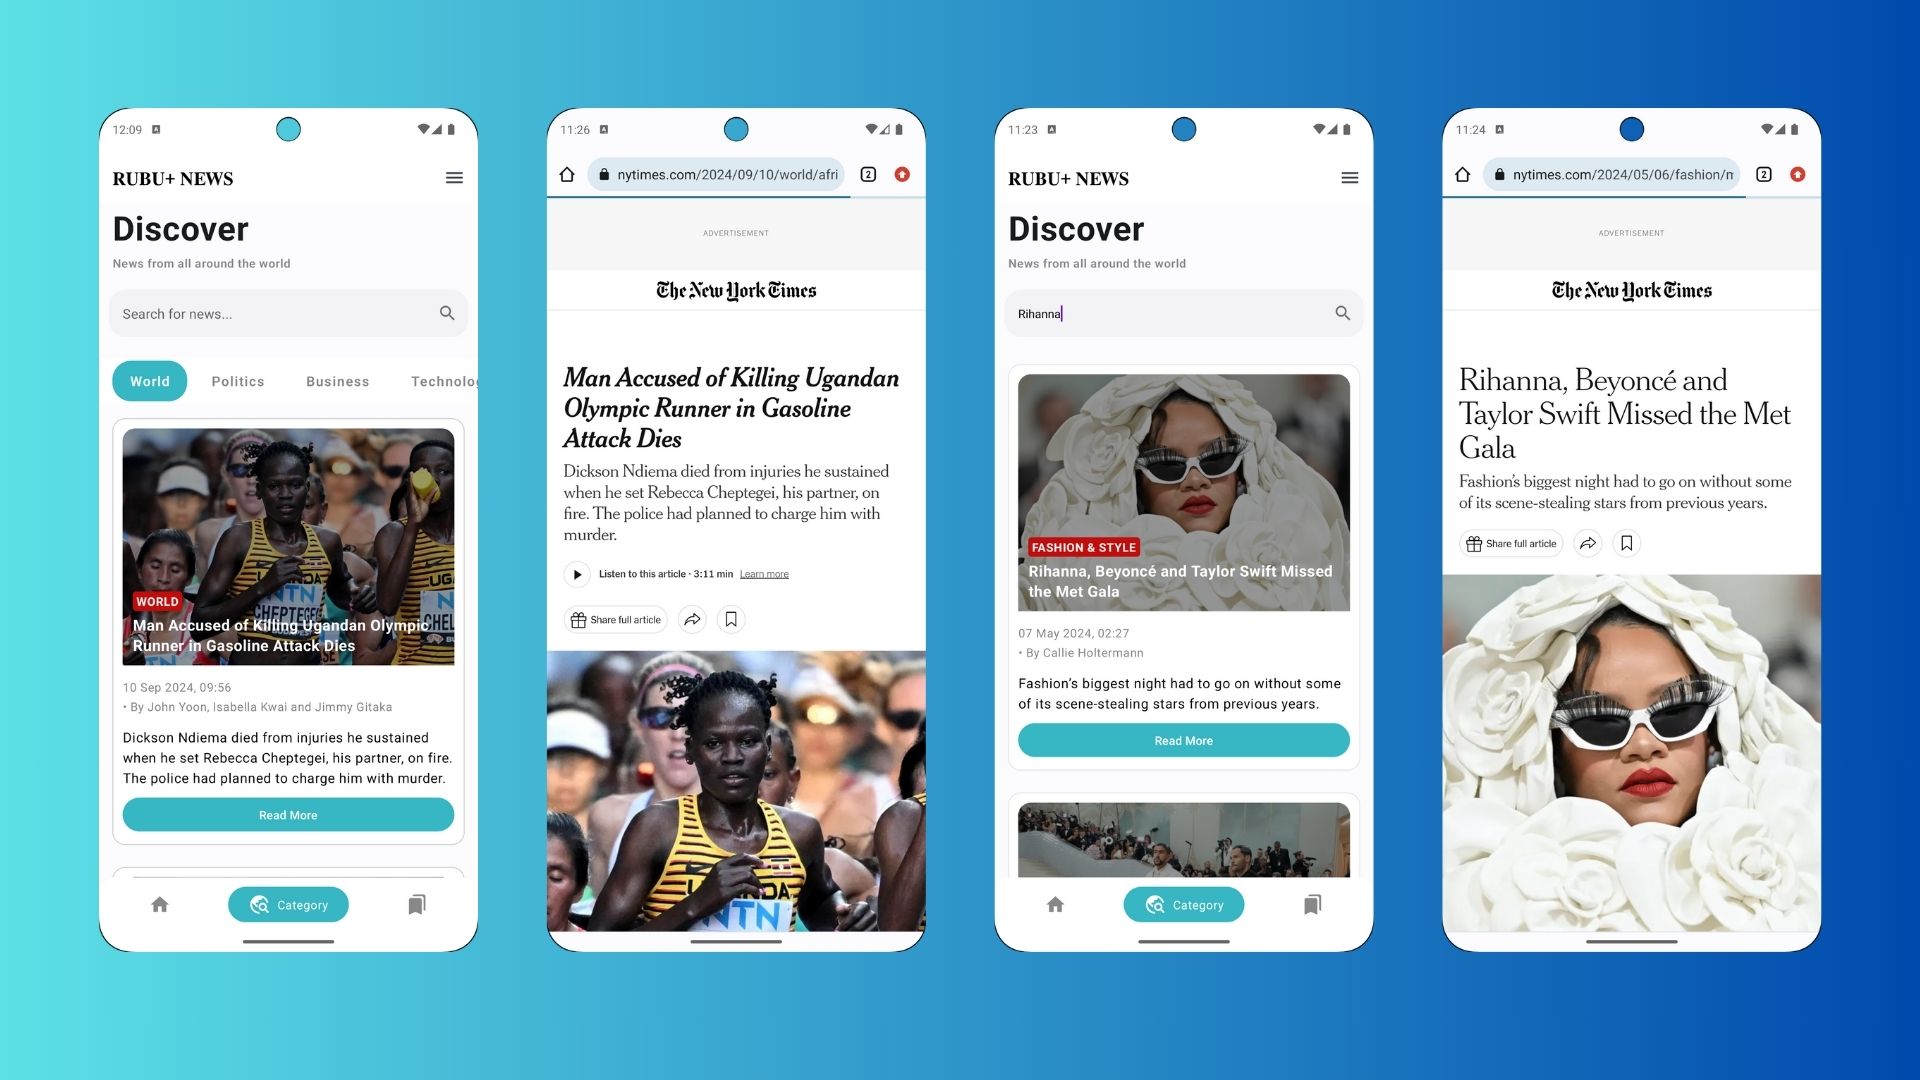 12:09
RUBU+ NEWS
Discover
News from all around the world
Search for news...
World Politics Business Technolo
UGANDA
NTN
CHEPTEGEI
WORLD
Man Accused of Killing Ugandan Olympic
Runner in Gasoline Attack Dies
10 Sep 2024, 09:56
• By John Yoon, Isabella Kwai and Jimmy Gitaka
Dickson Ndiema died from injuries he sustained
when he set Rebecca Cheptegei, his partner, on fire.
The police had planned to charge him with murder.
Read More
Category
11:26
nytimes.com/2024/09/10/world/afri
2
ADVERTISEMENT
The New York Times
Man Accused of Killing Ugandan
Olympic Runner in Gasoline
Attack Dies
Dickson Ndiema died from injuries he sustained
when he set Rebecca Cheptegei, his partner, on
fire. The police had planned to charge him with
murder.
Listen to this article · 3:11 min Learn more
Share full article
UGANDA
NTN
11:23
RUBU+ NEWS
Discover
News from all around the world
Rihanna
FASHION & STYLE
Rihanna, Beyoncé and Taylor Swift Missed
the Met Gala
07 May 2024, 02:27
• By Callie Holtermann
Fashion's biggest night had to go on without some
of its scene-stealing stars from previous years.
Read More
Category
11:24
nytimes.com/2024/05/06/fashion/m
2
ADVERTISEMENT
The New York Times
Rihanna, Beyoncé and
Taylor Swift Missed the Met
Gala
Fashion's biggest night had to go on without some
of its scene-stealing stars from previous years.
Share full article